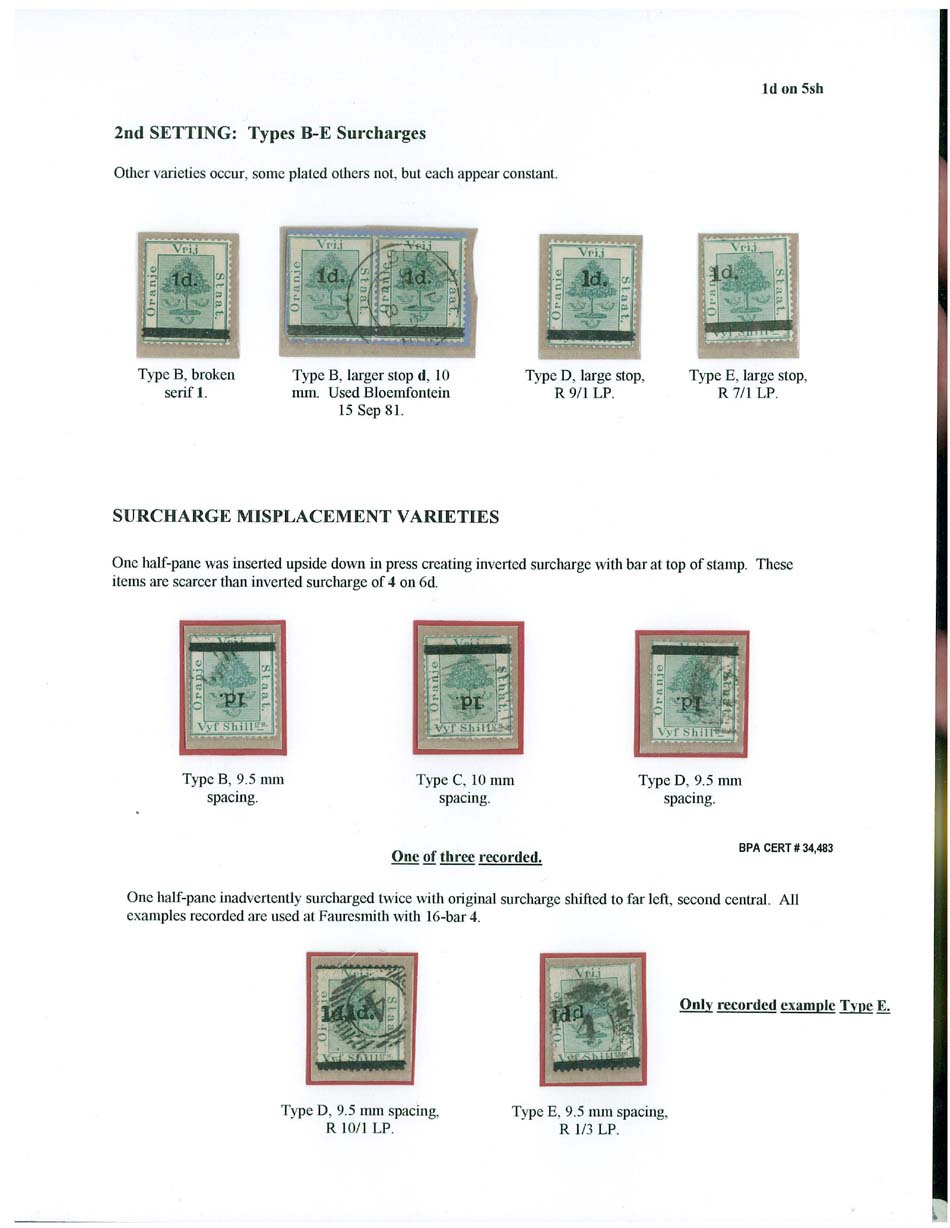 1d on 5sh
2nd SETTING: Types B-E Surcharges
Other varieties occur, some plated others not, but each appear constant.
Vrij
Oranje
Staat.
1d.
Vrij
Oranje
Staat.
1d.
Vrij
Oranje
Staat.
1d.
Vrij
Oranje
Staat.
1d.
Vrij
Oranje
Staat.
1d.
Type B, broken
serif 1.
Type B, larger stop d, 10
mm. Used Bloemfontein
15 Sep 81.
Type D, large stop,
R 9/1 LP.
Type E, large stop,
R 7/1 LP.
SURCHARGE MISPLACEMENT VARIETIES
One half-pane was inserted upside down in press creating inverted surcharge with bar at top of stamp. These
items are scarcer than inverted surcharge of 4 on 6d.
Oranje
Staat.
1d.
Vyf Shillgs.
Oranje
Staat.
1d.
Vyf Shillgs.
Oranje
Staat.
1d.
Vyf Shillgs.
Type B, 9.5 mm
spacing.
Type C, 10 mm
spacing.
Type D, 9.5 mm
spacing.
One of three recorded.
BPA CERT # 34,483
One half-pane inadvertently surcharged twice with original surcharge shifted to far left, second central. All
examples recorded are used at Fauresmith with 16-bar 4.
Vrij
Oranje
Staat
1d.1d.
Vrij
Oranje
1d.d.
Only recorded example Type E.
Type D, 9.5 mm spacing,
R 10/1 LP.
Type E, 9.5 mm spacing,
R 1/3 LP.